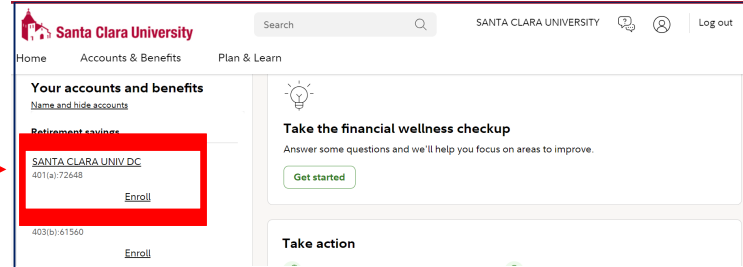 Santa Clara University
Search
SANTA CLARA UNIVERSITY
Log out
Home Accounts & Benefits Plan & Learn
Your accounts and benefits
Name and hide accounts
Retirement savings
SANTA CLARA UNIV DC
401(a):72648
Enroll
403(b):61560
Enroll
Take the financial wellness checkup
Answer some questions and we'll help you focus on areas to improve.
Get started
Take action